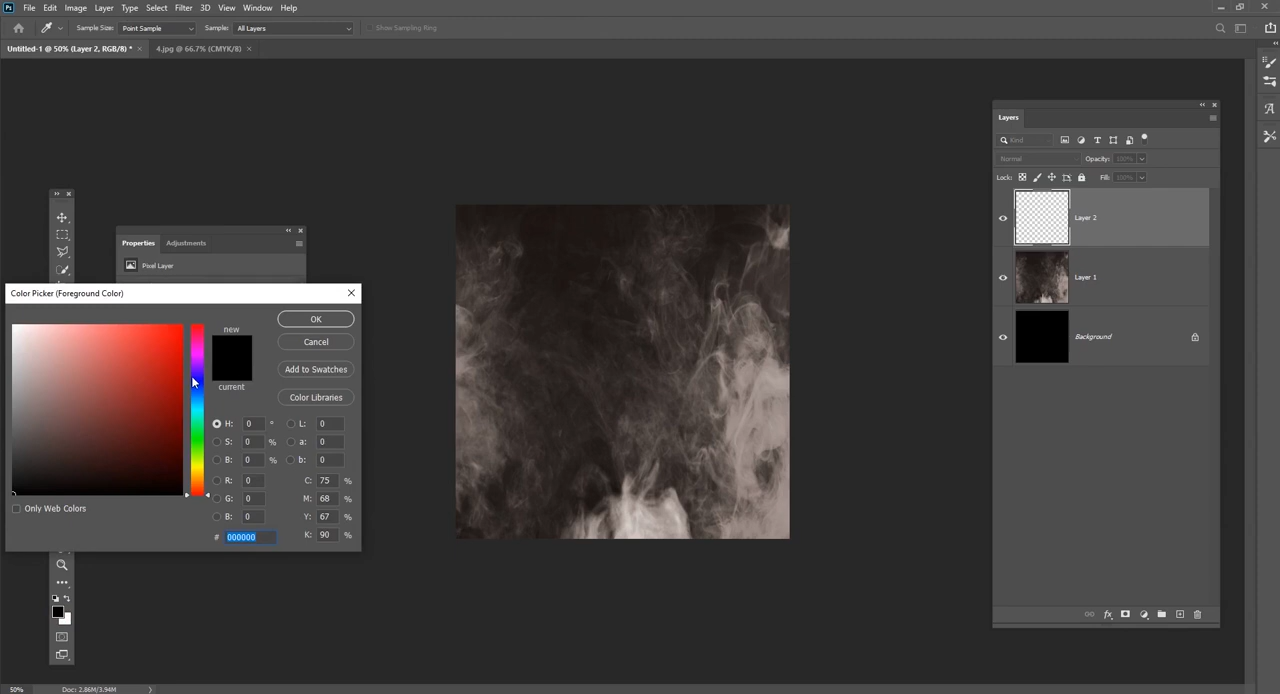 Ps File Edit Image Layer Type Select Filter 3D View Window Help
Sample Size: Point Sample Sample: All Layers Show Sampling Ring
Untitled-1 @ 50% (Layer 2, RGB/8) * × 4.jpg @ 66.7% (CMYK/8) ×
Layers
Kind
Normal Opacity: 100%
Lock: Fill: 100%
Layer 2
Layer 1
Background
Properties Adjustments
Pixel Layer
Color Picker (Foreground Color)
new
current
OK
Cancel
Add to Swatches
Color Libraries
H: 0 ° L: 0
S: 0 % a: 0
B: 0 % b: 0
R: 0 C: 75 %
G: 0 M: 68 %
B: 0 Y: 67 %
# 000000 K: 90 %
Only Web Colors
50% Doc: 2.86M/3.94M